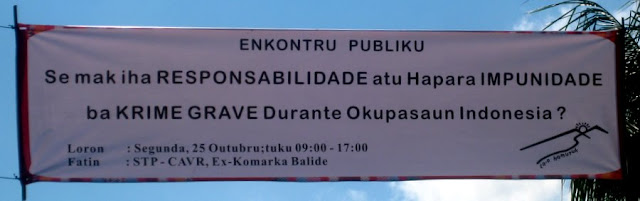 ENKONTRU PUBLIKU
Se mak iha RESPONSABILIDADE atu Hapara IMPUNIDADE
ba KRIME GRAVE Durante Okupasaun Indonesia ?
Loron : Segunda, 25 Outubru;tuku 09:00 - 17:00
Fatin : STP - CAVR, Ex-Komarka Balide